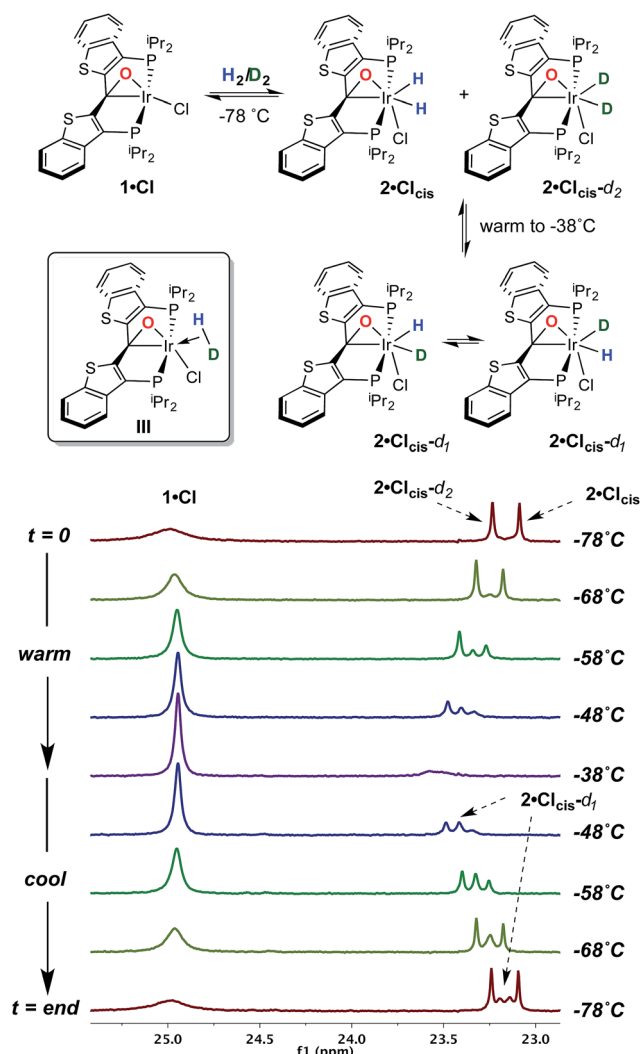 iPr2
S
O
P
Ir
Cl
S
P
iPr2
1•Cl
H2/D2
-78 ˚C
iPr2
S
O
P
H
Ir
H
S
Cl
P
iPr2
2•Clcis
+
iPr2
S
O
P
D
Ir
D
S
Cl
P
iPr2
2•Clcis-d2
warm to -38˚C
iPr2
S
O
P
H
Ir
D
S
Cl
P
iPr2
III
iPr2
S
O
P
H
Ir
D
S
Cl
P
iPr2
2•Clcis-d1
iPr2
S
O
P
D
Ir
H
S
Cl
P
iPr2
2•Clcis-d1
1•Cl
2•Clcis-d2
2•Clcis
t = 0
-78˚C
-68˚C
warm
-58˚C
-48˚C
-38˚C
2•Clcis-d1
-48˚C
cool
-58˚C
-68˚C
t = end
-78˚C
25.0 24.5 24.0 23.5 23.0
f1 (ppm)